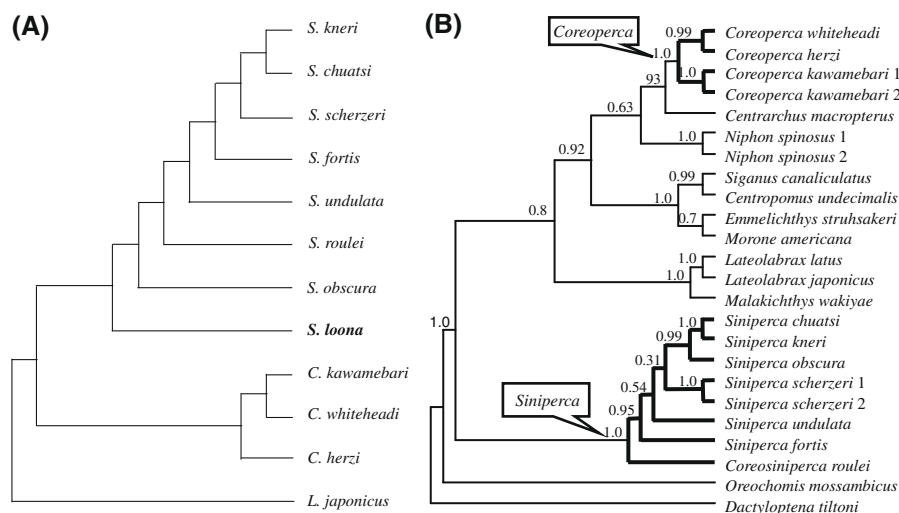 (A)
S. kneri
S. chuatsi
S. scherzeri
S. fortis
S. undulata
S. roulei
S. obscura
S. loona
C. kawamebari
C. whiteheadi
C. herzi
L. japonicus
(B)
Coreoperca
Siniperca
0.99
1.0
1.0
93
0.63
1.0
0.92
0.99
1.0
0.7
0.8
1.0
1.0
1.0
1.0
0.99
0.31
1.0
0.54
0.95
1.0
Coreoperca whiteheadi
Coreoperca herzi
Coreoperca kawamebari 1
Coreoperca kawamebari 2
Centrarchus macropterus
Niphon spinosus 1
Niphon spinosus 2
Siganus canaliculatus
Centropomus undecimalis
Emmelichthys struhsakeri
Morone americana
Lateolabrax latus
Lateolabrax japonicus
Malakichthys wakiyae
Siniperca chuatsi
Siniperca kneri
Siniperca obscura
Siniperca scherzeri 1
Siniperca scherzeri 2
Siniperca undulata
Siniperca fortis
Coreosiniperca roulei
Oreochomis mossambicus
Dactyloptena tiltoni